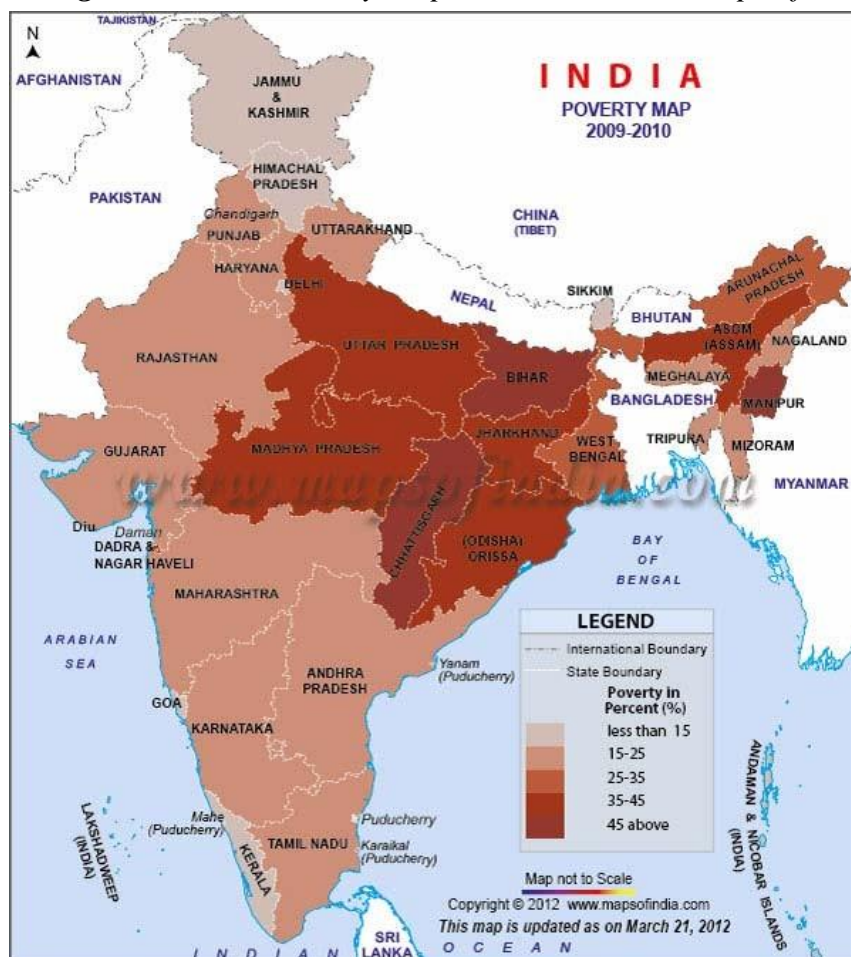 N
TAJIKISTAN
AFGHANISTAN
JAMMU
&
KASHMIR
I N D I A
POVERTY MAP
2009-2010
HIMACHAL
PRADESH
PAKISTAN
Chandigarh
PUNJAB
UTTARAKHAND
CHINA
(TIBET)
HARYANA
DELHI
NEPAL
SIKKIM
BHUTAN
ARUNACHAL
PRADESH
ASOM
(ASSAM)
NAGALAND
RAJASTHAN
UTTAR PRADESH
BIHAR
MEGHALAYA
BANGLADESH
MANIPUR
GUJARAT
MADHYA PRADESH
JHARKHAND
WEST
BENGAL
TRIPURA
MIZORAM
www.mapsofindia.com
MYANMAR
Diu
Daman
DADRA &
NAGAR HAVELI
CHHATTISGARH
(ODISHA)
ORISSA
BAY
OF
BENGAL
MAHARASHTRA
ARABIAN
SEA
ANDHRA
PRADESH
Yanam
(Puducherry)
GOA
KARNATAKA
LEGEND
International Boundary
State Boundary
Poverty in
Percent (%)
less than 15
15-25
25-35
35-45
45 above
Mahe
(Puducherry)
Puducherry
LAKSHADWEEP
(INDIA)
KERALA
TAMIL NADU
Karaikal
(Puducherry)
ANDAMAN & NICOBAR ISLANDS
(INDIA)
Map not to Scale
Copyright © 2012 www.mapsofindia.com
This map is updated as on March 21, 2012
SRI
LANKA
I N D I A N O C E A N